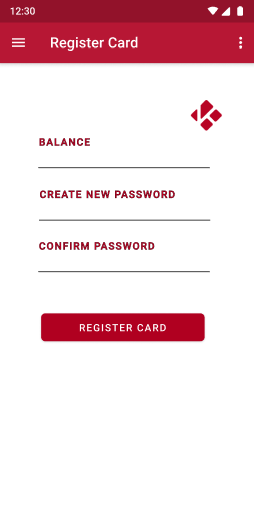 12:30
Register Card
BALANCE
CREATE NEW PASSWORD
CONFIRM PASSWORD
REGISTER CARD